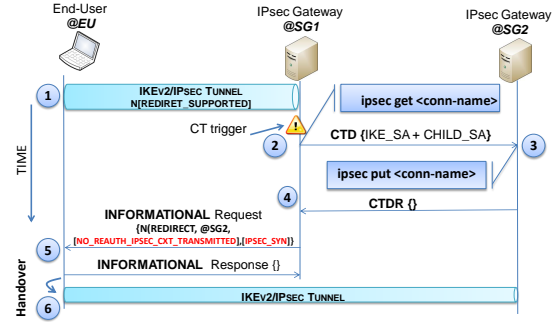 End-User
@EU
IPsec Gateway
@SG1
IPsec Gateway
@SG2
1
IKEv2/IPSEC TUNNEL
N[REDIRET_SUPPORTED]
ipsec get <conn-name>
CT trigger
2
CTD {IKE_SA + CHILD_SA}
3
ipsec put <conn-name>
TIME
4
CTDR {}
INFORMATIONAL Request
{N(REDIRECT, @SG2,
[NO_REAUTH_IPSEC_CXT_TRANSMITTED],[IPSEC_SYN]}
5
INFORMATIONAL Response {}
Handover
6
IKEv2/IPSEC TUNNEL